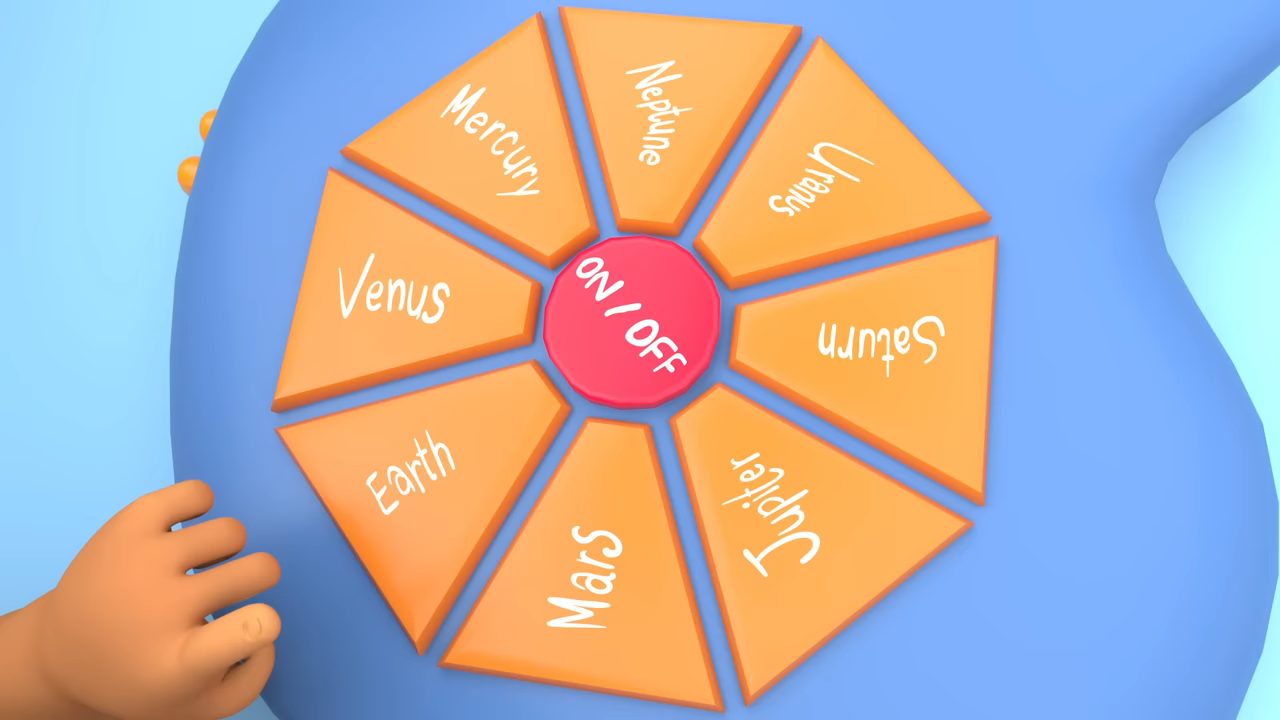 Mercury
Venus
Earth
Mars
Jupiter
Saturn
Uranus
Neptune
ON / OFF